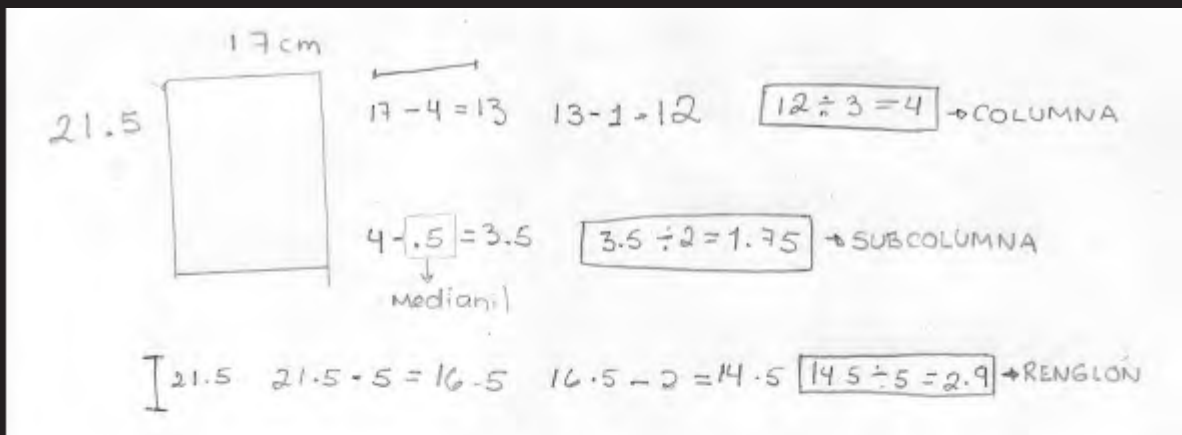 17 cm
21.5
17 - 4 = 13 13 - 1 = 12 12 ÷ 3 = 4 → COLUMNA
4 - .5 = 3.5 3.5 ÷ 2 = 1.75 → SUBCOLUMNA
Medianil
21.5 21.5 - 5 = 16.5 16.5 - 2 = 14.5 14.5 ÷ 5 = 2.9 → RENGLÓN